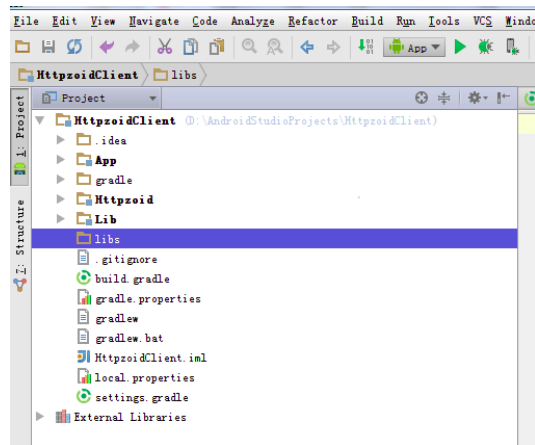 File Edit View Navigate Code Analyze Refactor Build Run Tools VCS
App
HttpzoidClient libs
1: Project
Project
HttpzoidClient (D:\AndroidStudioProjects\HttpzoidClient)
.idea
App
gradle
Httpzoid
Lib
libs
7: Structure
.gitignore
build.gradle
gradle.properties
gradlew
gradlew.bat
HttpzoidClient.iml
local.properties
settings.gradle
External Libraries